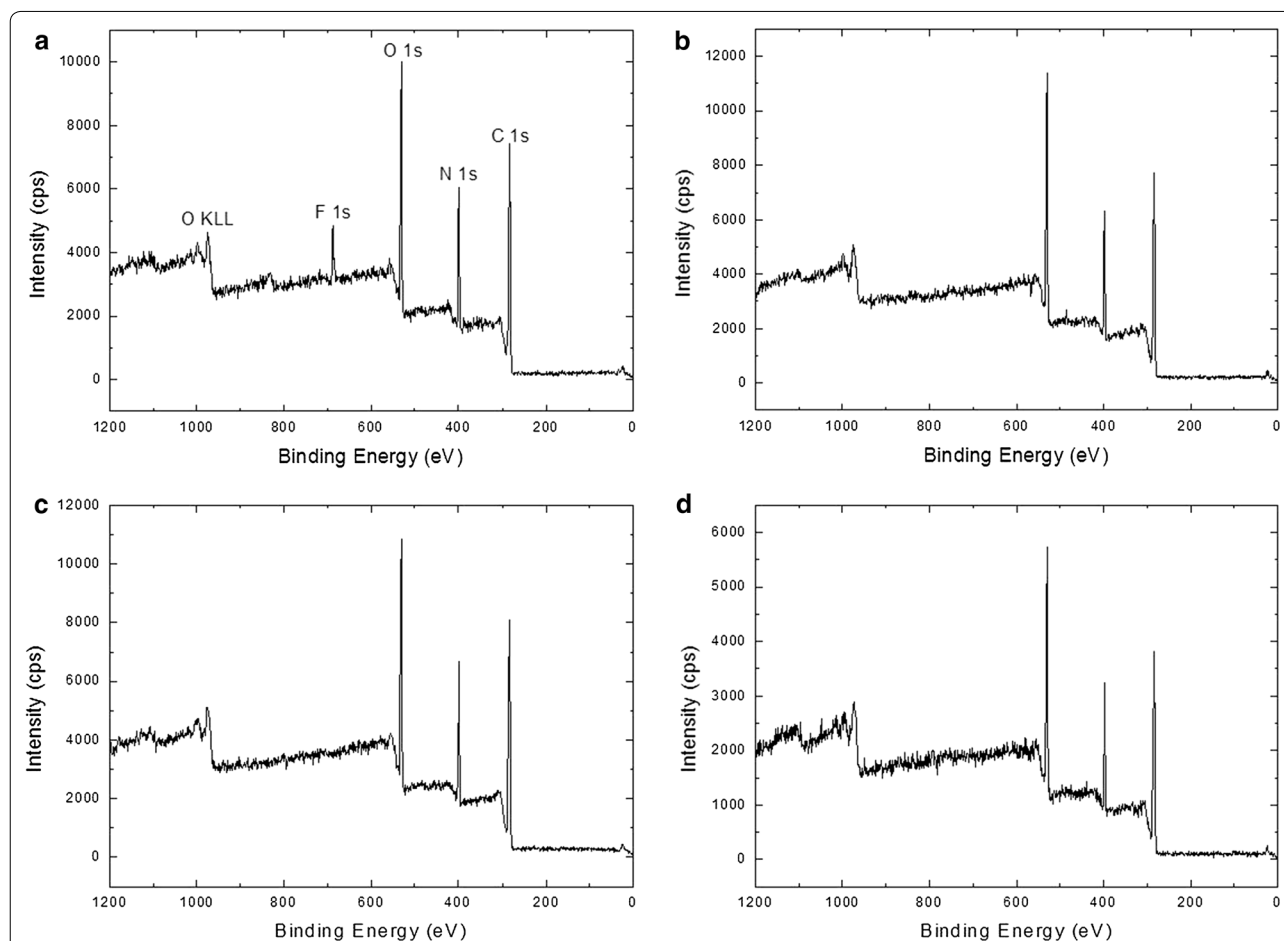 a
O 1s
C 1s
N 1s
F 1s
O KLL
10000
8000
6000
4000
2000
0
Intensity (cps)
1200 1000 800 600 400 200 0
Binding Energy (eV)
b
12000
10000
8000
6000
4000
2000
0
Intensity (cps)
1200 1000 800 600 400 200 0
Binding Energy (eV)
c
12000
10000
8000
6000
4000
2000
0
Intensity (cps)
1200 1000 800 600 400 200 0
Binding Energy (eV)
d
6000
5000
4000
3000
2000
1000
0
Intensity (cps)
1200 1000 800 600 400 200 0
Binding Energy (eV)